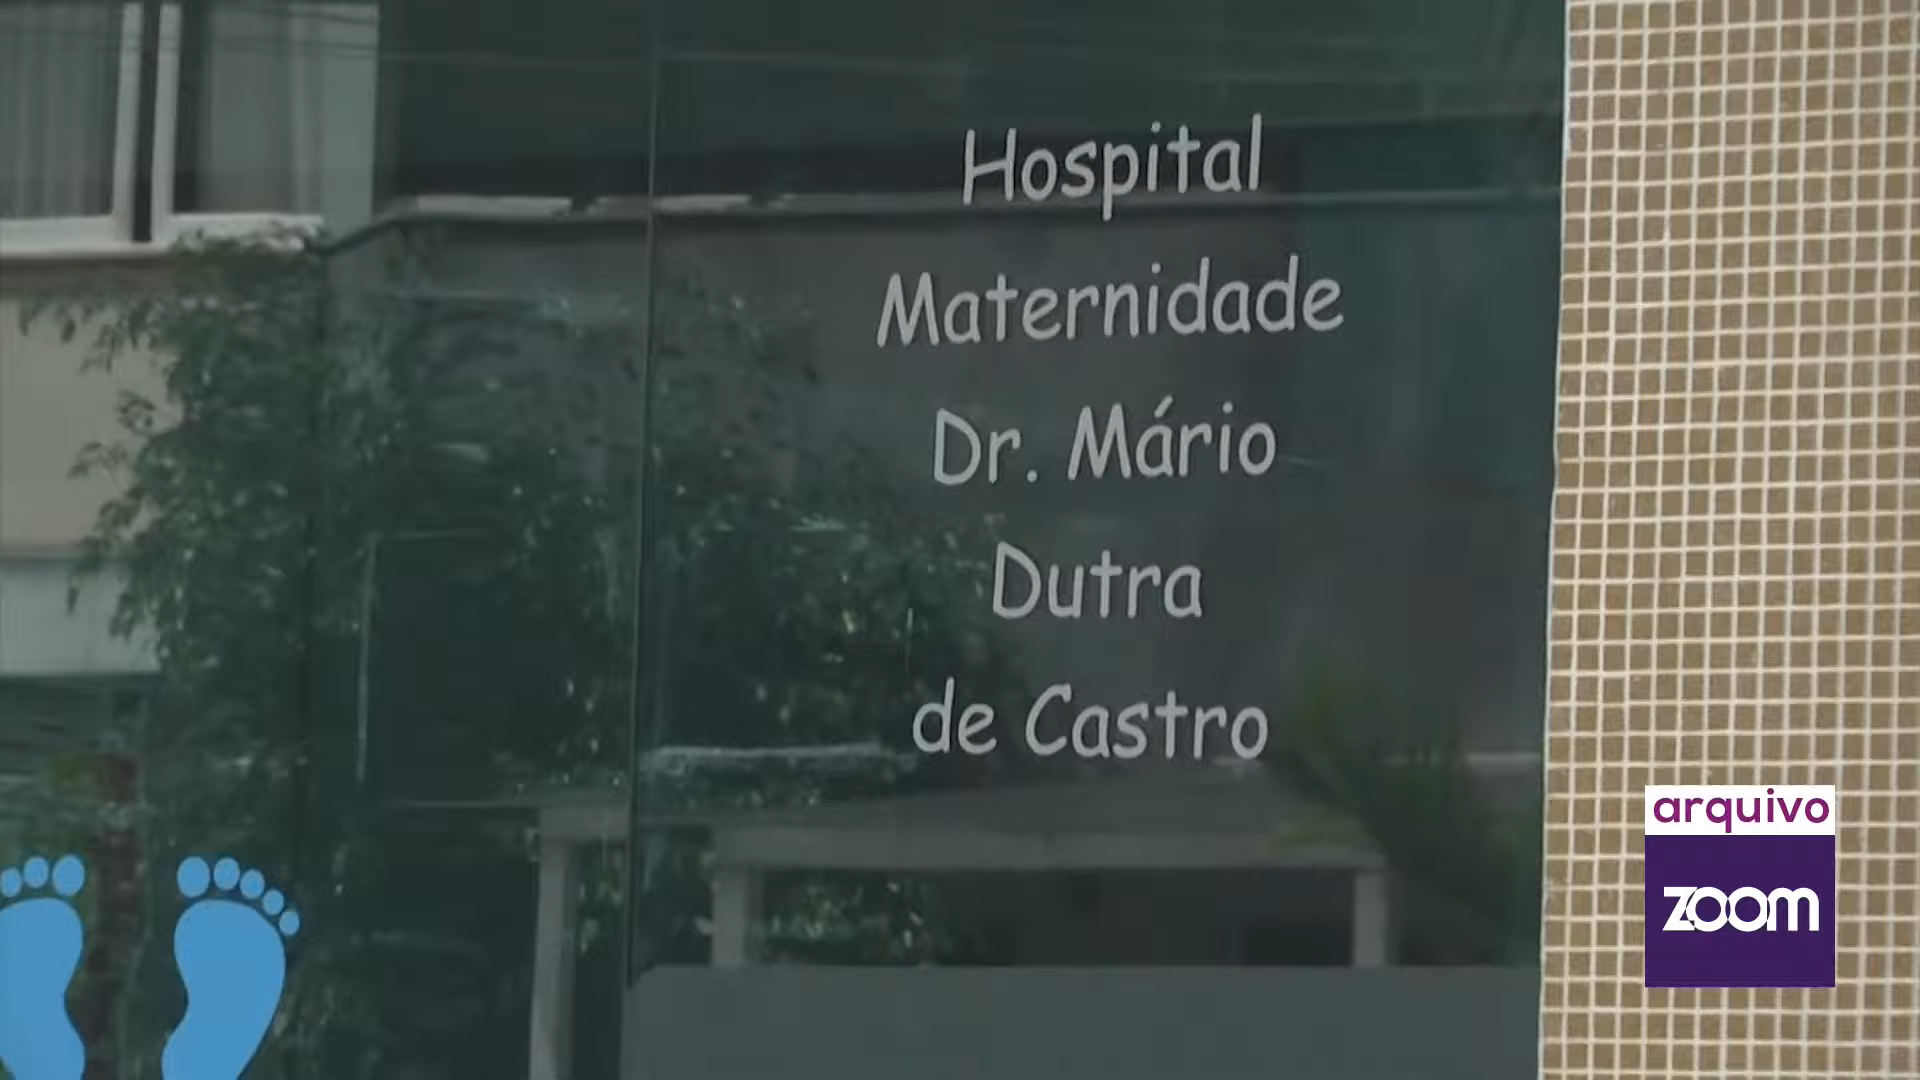 Hospital
Maternidade
Dr. Mário
Dutra
de Castro
arquivo
zoom